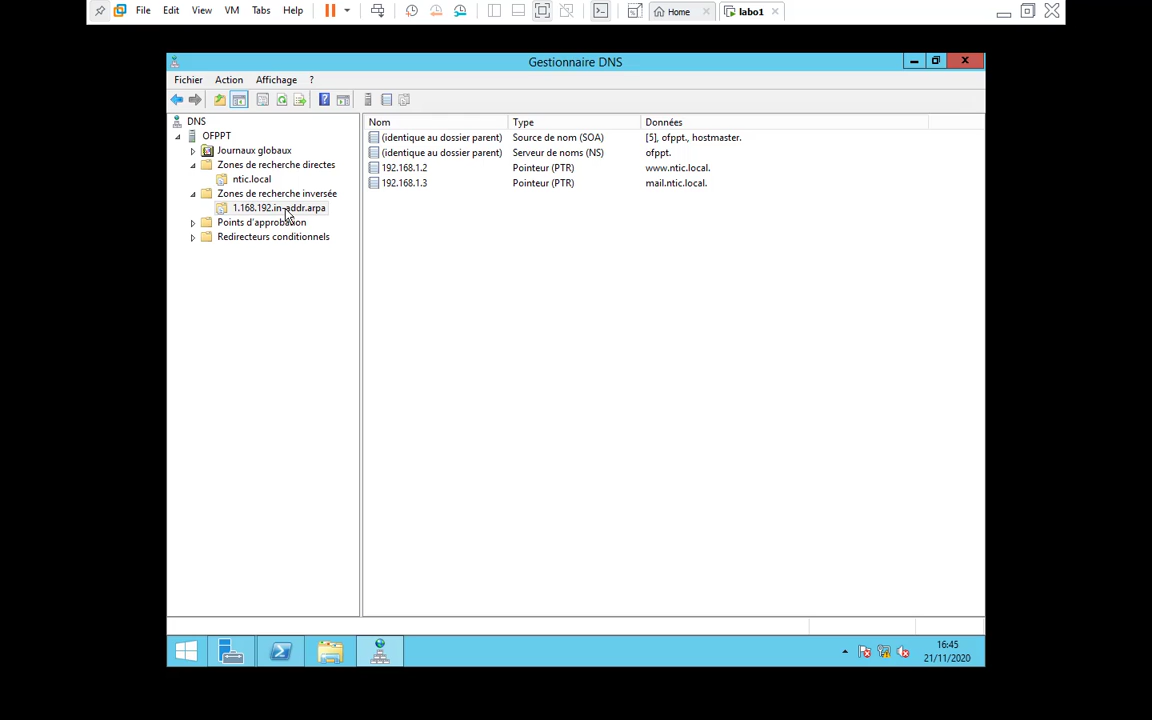 File Edit View VM Tabs Help Home labo1
Gestionnaire DNS
Fichier Action Affichage ?
DNS
OFPPT
Journaux globaux
Zones de recherche directes
ntic.local
Zones de recherche inversée
1.168.192.in-addr.arpa
Points d'approbation
Redirecteurs conditionnels
Nom Type Données
(identique au dossier parent) Source de nom (SOA) [5], ofppt., hostmaster.
(identique au dossier parent) Serveur de noms (NS) ofppt.
192.168.1.2 Pointeur (PTR) www.ntic.local.
192.168.1.3 Pointeur (PTR) mail.ntic.local.
16:45
21/11/2020